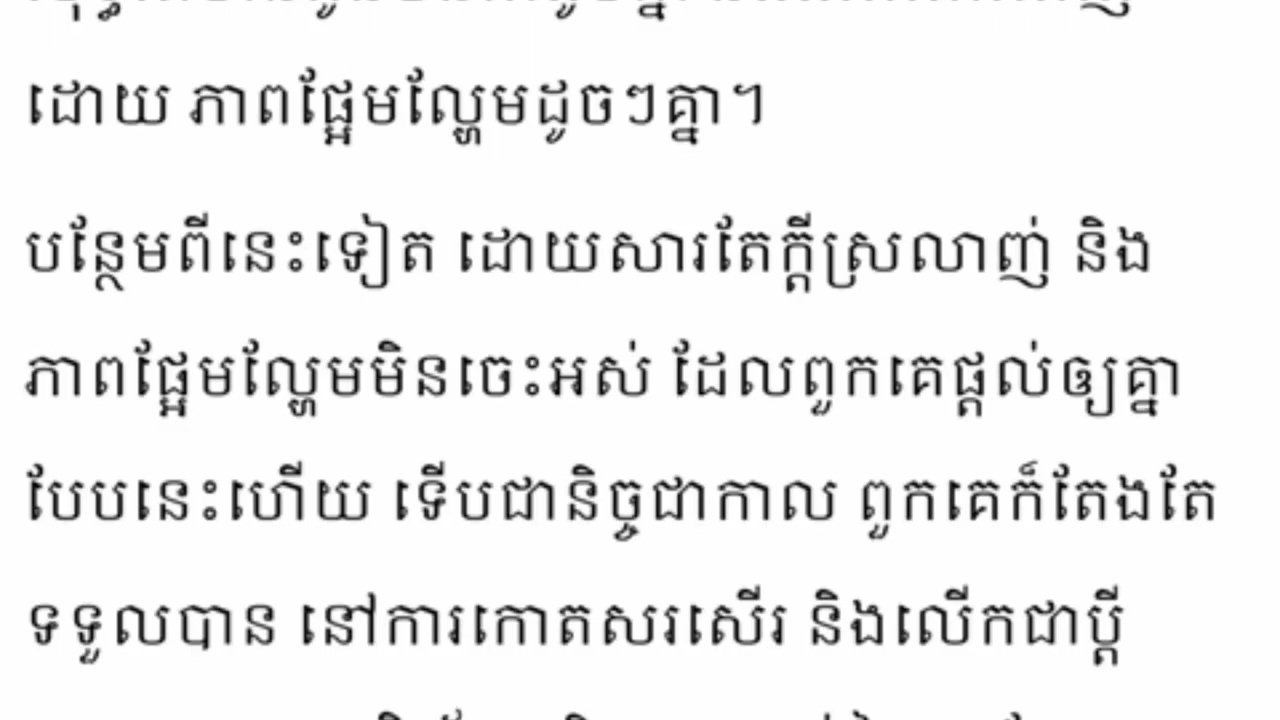 ដោយ ភាពផ្អែមល្ហែមដូចៗគ្នា។
បន្ថែមពីនេះទៀត ដោយសារតែក្តីស្រលាញ់ និង
ភាពផ្អែមល្ហែមមិនចេះអស់ ដែលពួកគេផ្តល់ឲ្យគ្នា
បែបនេះហើយ ទើបជានិច្ចជាកាល ពួកគេក៏តែងតែ
ទទួលបាន នៅការកោតសរសើរ និងលើកជាប្តី